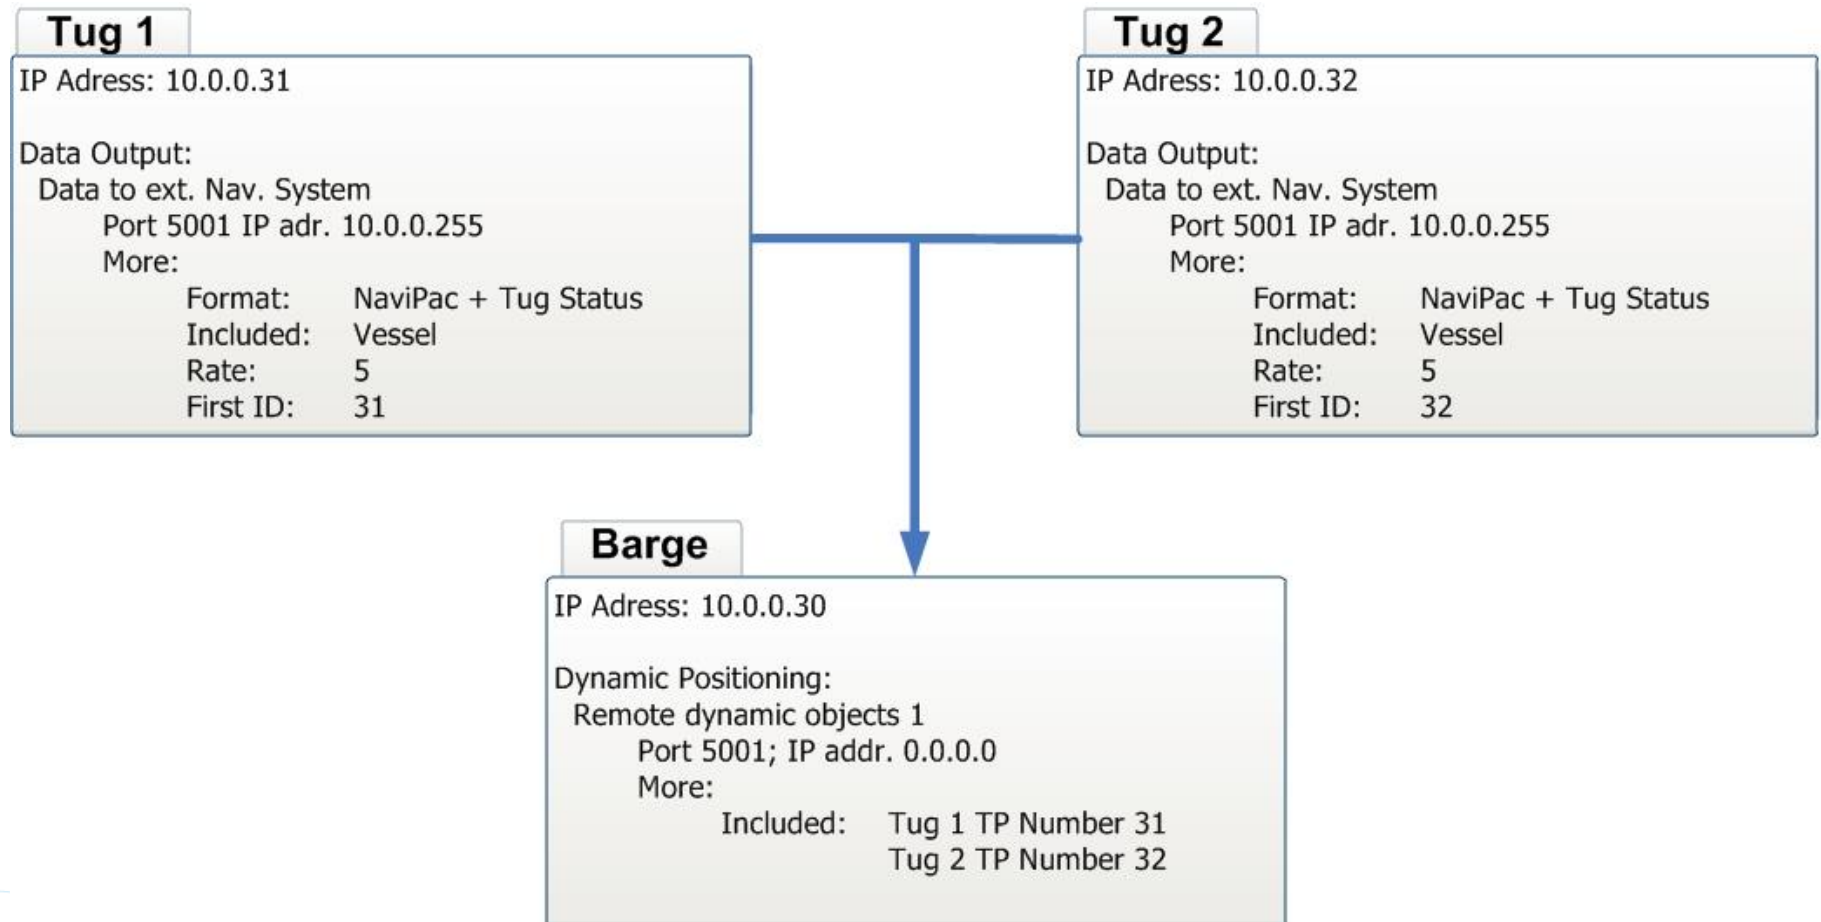 Tug 1
IP Adress: 10.0.0.31
Data Output:
Data to ext. Nav. System
Port 5001 IP adr. 10.0.0.255
More:
Format: NaviPac + Tug Status
Included: Vessel
Rate: 5
First ID: 31
Tug 2
IP Adress: 10.0.0.32
Data Output:
Data to ext. Nav. System
Port 5001 IP adr. 10.0.0.255
More:
Format: NaviPac + Tug Status
Included: Vessel
Rate: 5
First ID: 32
Barge
IP Adress: 10.0.0.30
Dynamic Positioning:
Remote dynamic objects 1
Port 5001; IP addr. 0.0.0.0
More:
Included: Tug 1 TP Number 31
Tug 2 TP Number 32